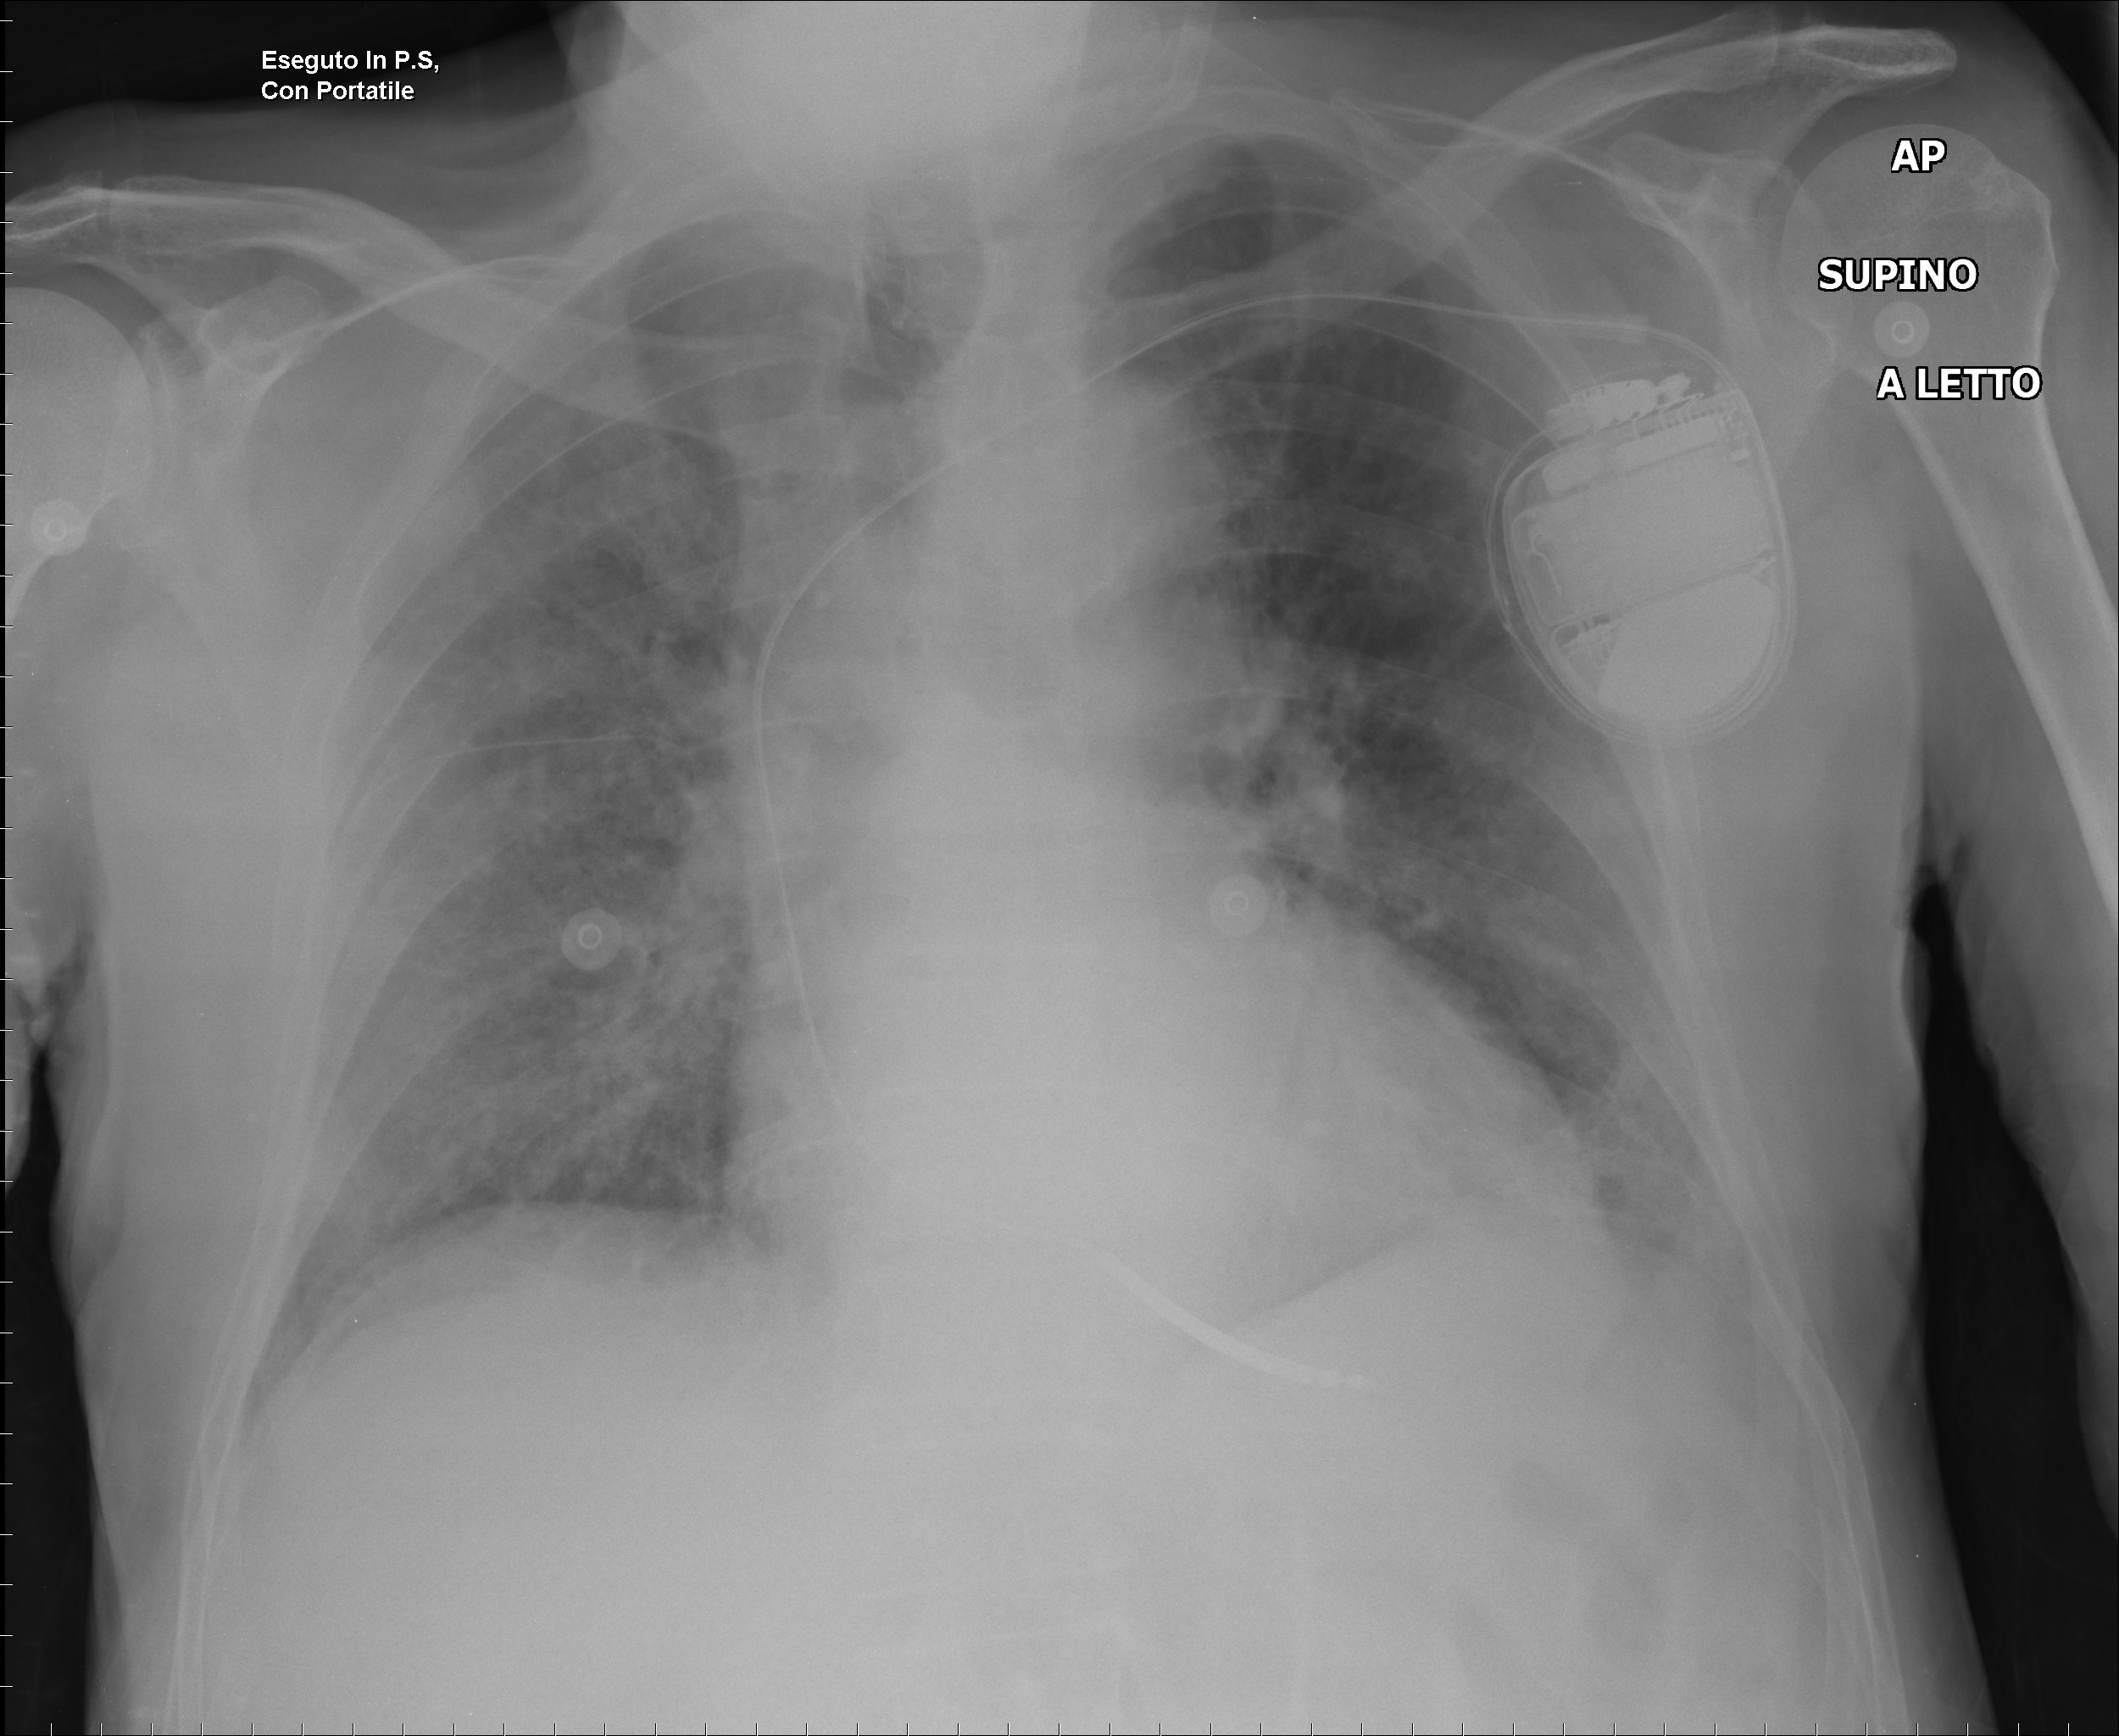 Eseguto In P.S,
Con Portatile
AP
SUPINO
A LETTO